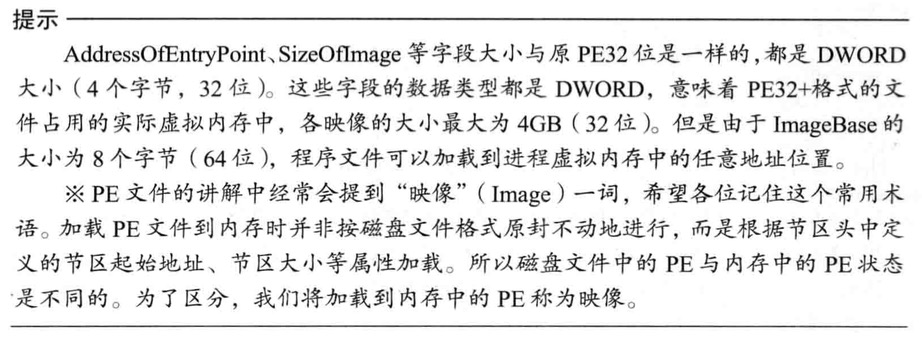 提示
AddressOfEntryPoint、SizeOfImage 等字段大小与原 PE32 位是一样的，都是 DWORD
大小（4 个字节，32 位）。这些字段的数据类型都是 DWORD，意味着 PE32+格式的文
件占用的实际虚拟内存中，各映像的大小最大为 4GB（32 位）。但是由于 ImageBase 的
大小为 8 个字节（64 位），程序文件可以加载到进程虚拟内存中的任意地址位置。
※ PE 文件的讲解中经常会提到“映像”（Image）一词，希望各位记住这个常用术
语。加载 PE 文件到内存时并非按磁盘文件格式原封不动地进行，而是根据节区头中定
义的节区起始地址、节区大小等属性加载。所以磁盘文件中的 PE 与内存中的 PE 状态
是不同的。为了区分，我们将加载到内存中的 PE 称为映像。